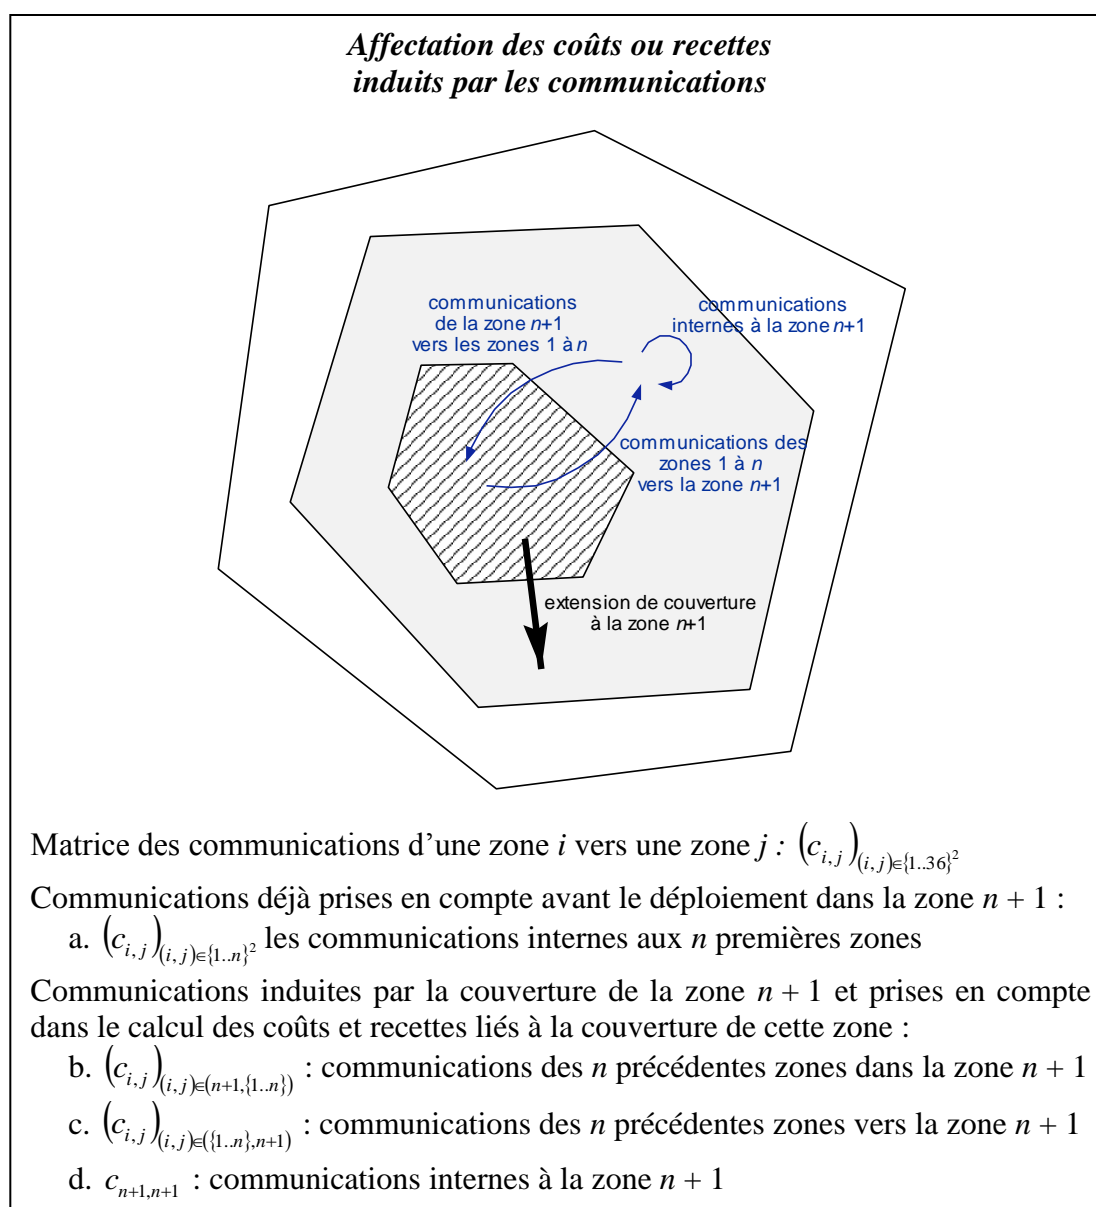 Affectation des coûts ou recettes
induits par les communications
communications
de la zone n+1
vers les zones 1 à n
communications
internes à la zone n+1
communications des
zones 1 à n
vers la zone n+1
extension de couverture
à la zone n+1
Matrice des communications d’une zone i vers une zone j : (c_{i,j})_{(i,j)∈{1..36}²}
Communications déjà prises en compte avant le déploiement dans la zone n + 1 :
a. (c_{i,j})_{(i,j)∈{1..n}²} les communications internes aux n premières zones
Communications induites par la couverture de la zone n + 1 et prises en compte
dans le calcul des coûts et recettes liés à la couverture de cette zone :
b. (c_{i,j})_{(i,j)∈(n+1,{1..n})} : communications des n précédentes zones dans la zone n + 1
c. (c_{i,j})_{(i,j)∈({1..n},n+1)} : communications des n précédentes zones vers la zone n + 1
d. c_{n+1,n+1} : communications internes à la zone n + 1